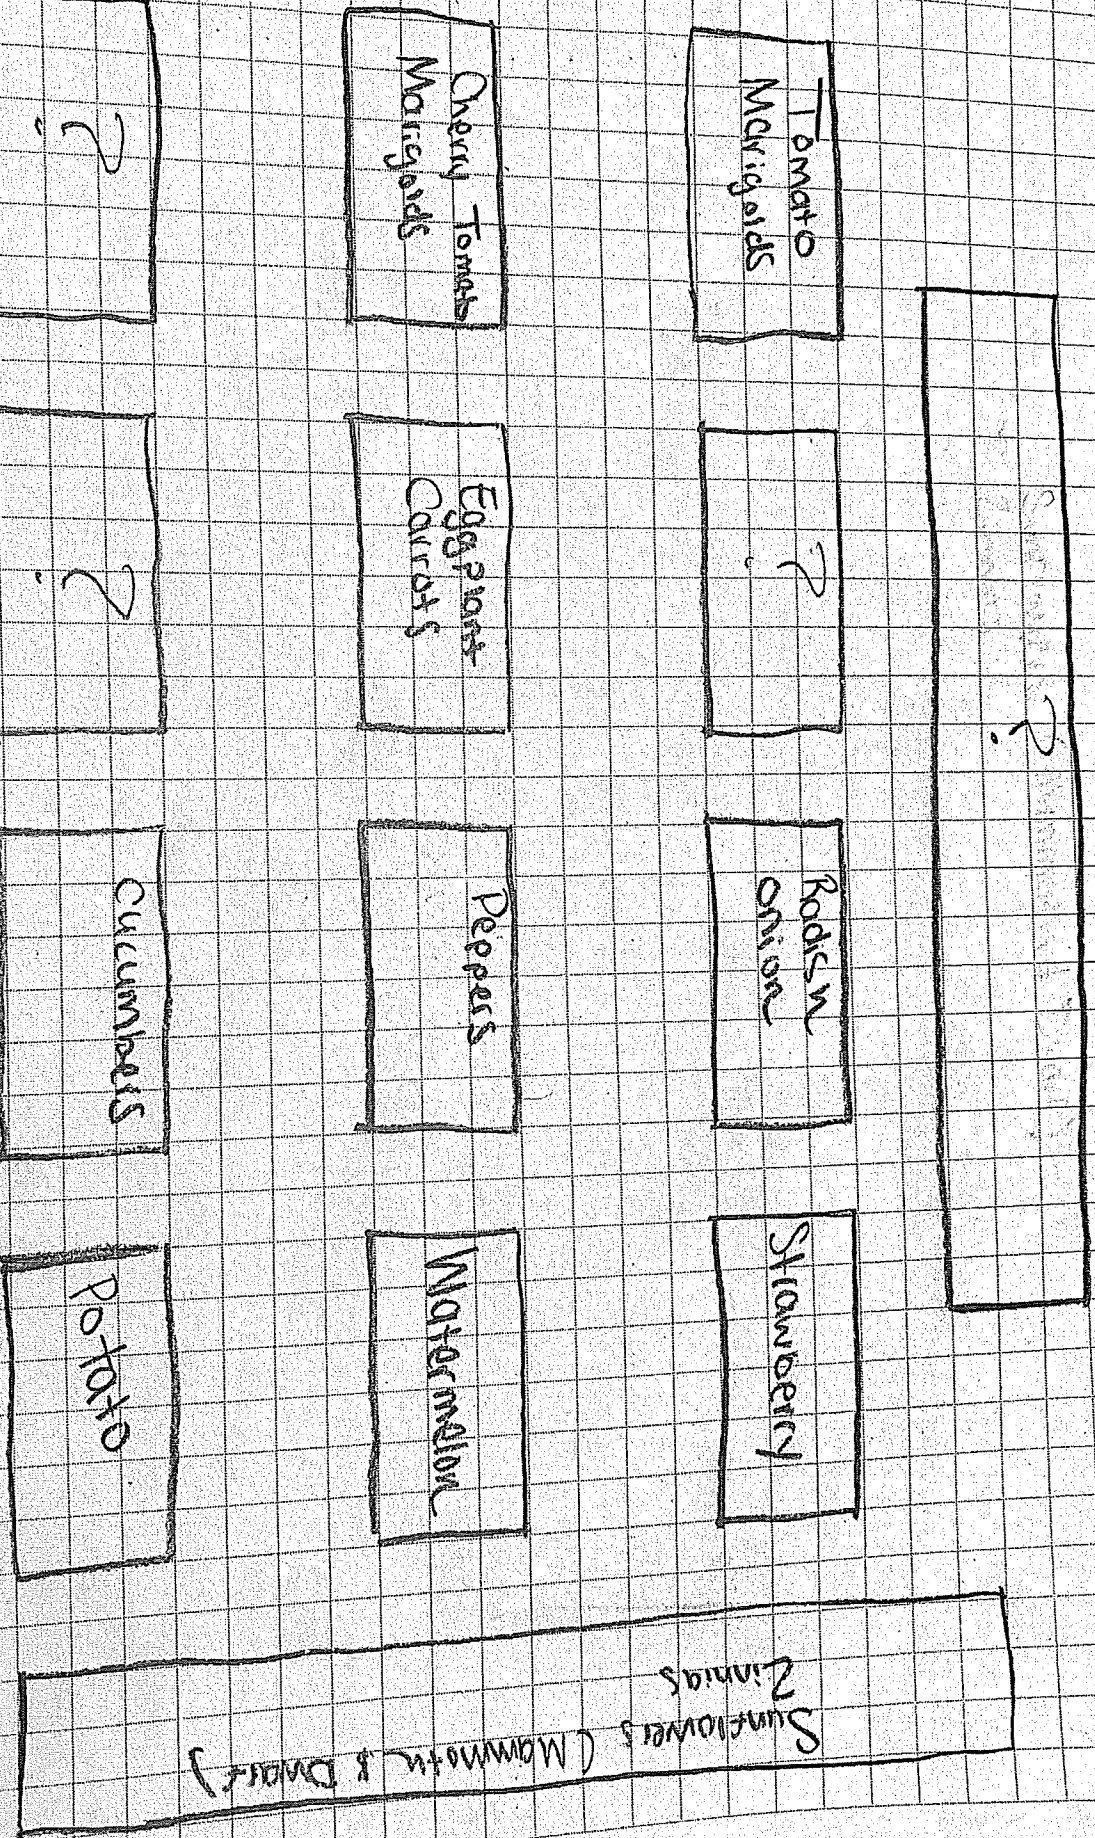 ?
Tomato
Marigolds
?
Radish
onion
Strawberry
Cherry Tomato
Marigolds
Eggplant
Carrots
Peppers
Watermelon
?
?
Cucumbers
Potato
Sunflowers (Mammoth & Dwarf)
Zinnias